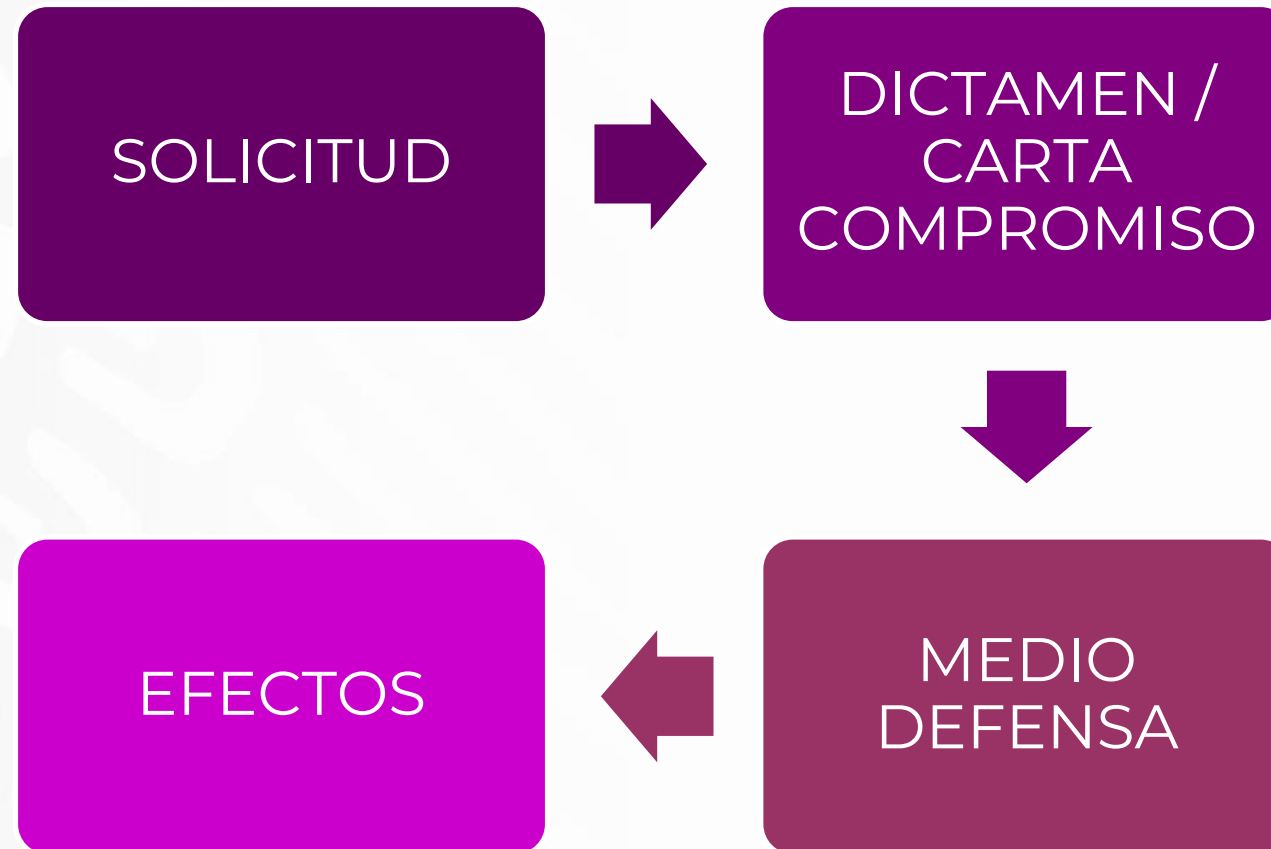 SOLICITUD
DICTAMEN /
CARTA
COMPROMISO
MEDIO
DEFENSA
EFECTOS